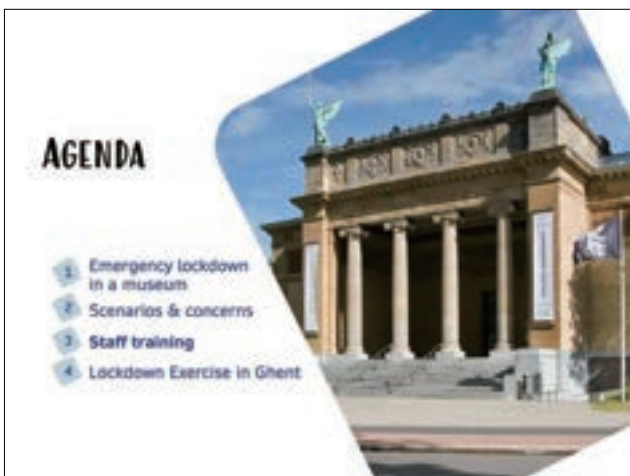 AGENDA
1 Emergency lockdown
in a museum
2 Scenarios & concerns
3 Staff training
4 Lockdown Exercise in Ghent